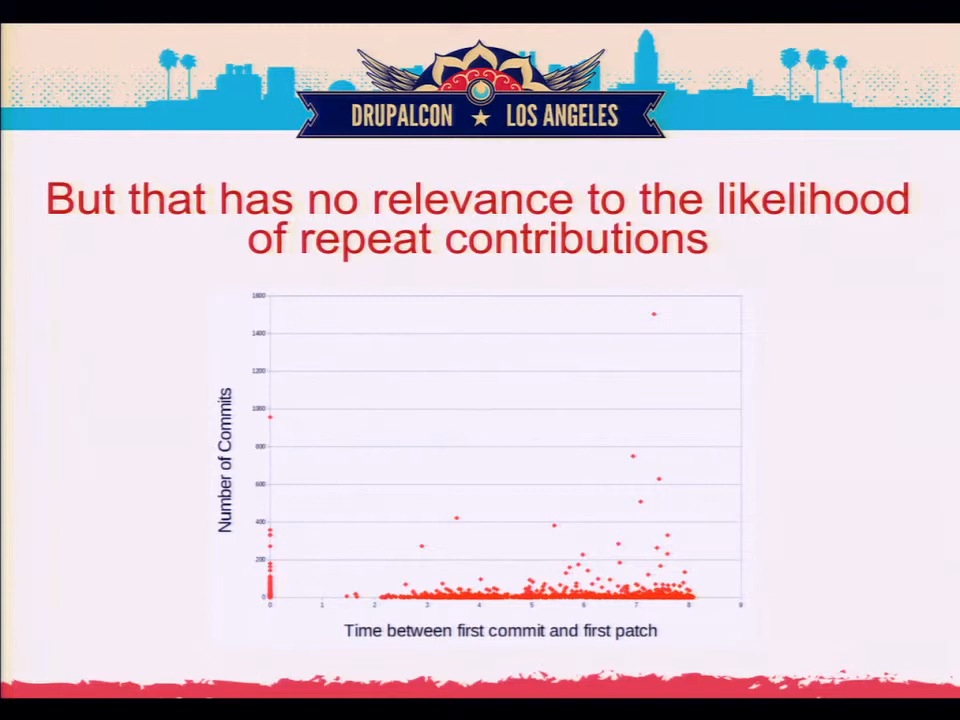 DRUPALCON ★ LOS ANGELES
But that has no relevance to the likelihood
of repeat contributions
1600
1400
1200
1000
800
600
400
200
0
Number of Commits
0 1 2 3 4 5 6 7 8 9
Time between first commit and first patch